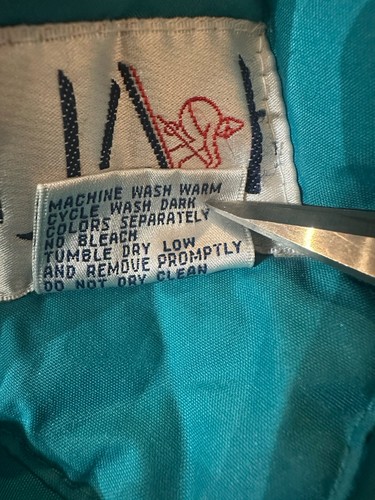 MACHINE WASH WARM
CYCLE WASH DARK
COLORS SEPARATELY
NO BLEACH
TUMBLE DRY LOW
AND REMOVE PROMPTLY
DO NOT DRY CLEAN